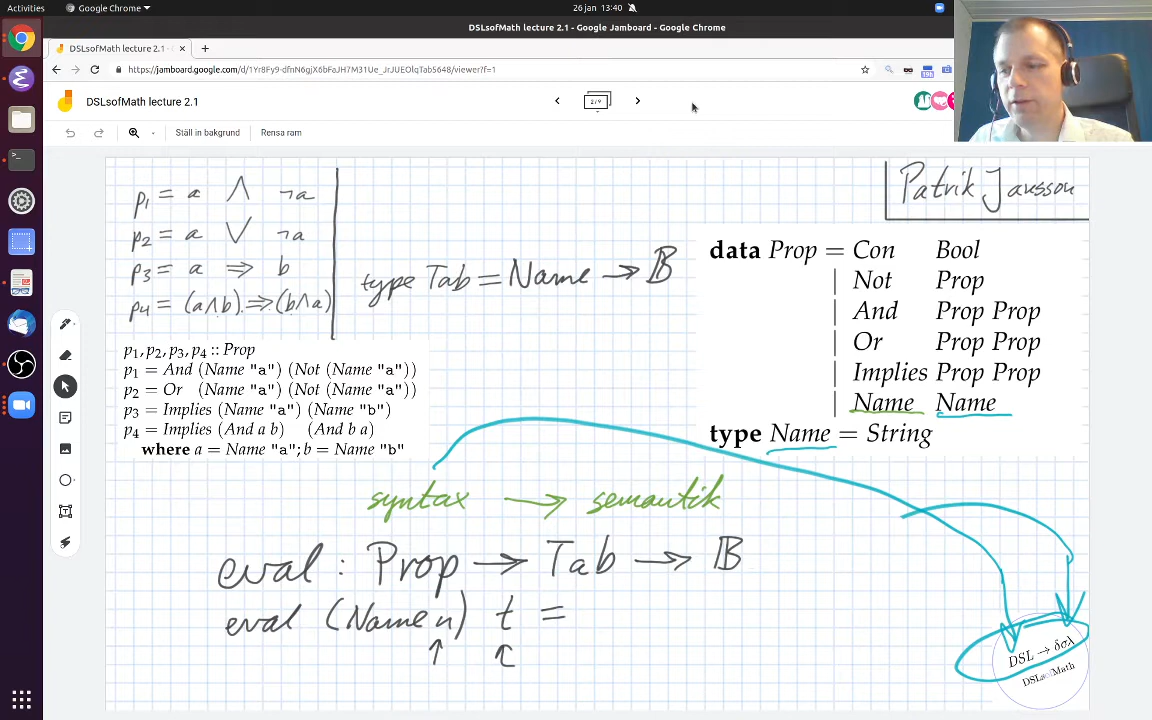 Activities Google Chrome 26 jan 13:40
DSLsofMath lecture 2.1 - Google Jamboard - Google Chrome
DSLsofMath lecture 2.1 -
DSLsofMath lecture 2.1
2/9
Ställ in bakgrund Rensa ram
Patrik Jansson
p1 = a ∧ ¬a
p2 = a ∨ ¬a
p3 = a ⇒ b
p4 = (a∧b) ⇒ (b∧a)
type Tab = Name → 𝔹
data Prop = Con Bool
| Not Prop
| And Prop Prop
| Or Prop Prop
| Implies Prop Prop
| Name Name
type Name = String
p1, p2, p3, p4 :: Prop
p1 = And (Name "a") (Not (Name "a"))
p2 = Or (Name "a") (Not (Name "a"))
p3 = Implies (Name "a") (Name "b")
p4 = Implies (And a b) (And b a)
where a = Name "a"; b = Name "b"
syntax → semantik
eval : Prop → Tab → 𝔹
eval (Name n) t =
DSL → δσλ
DSLsofMath